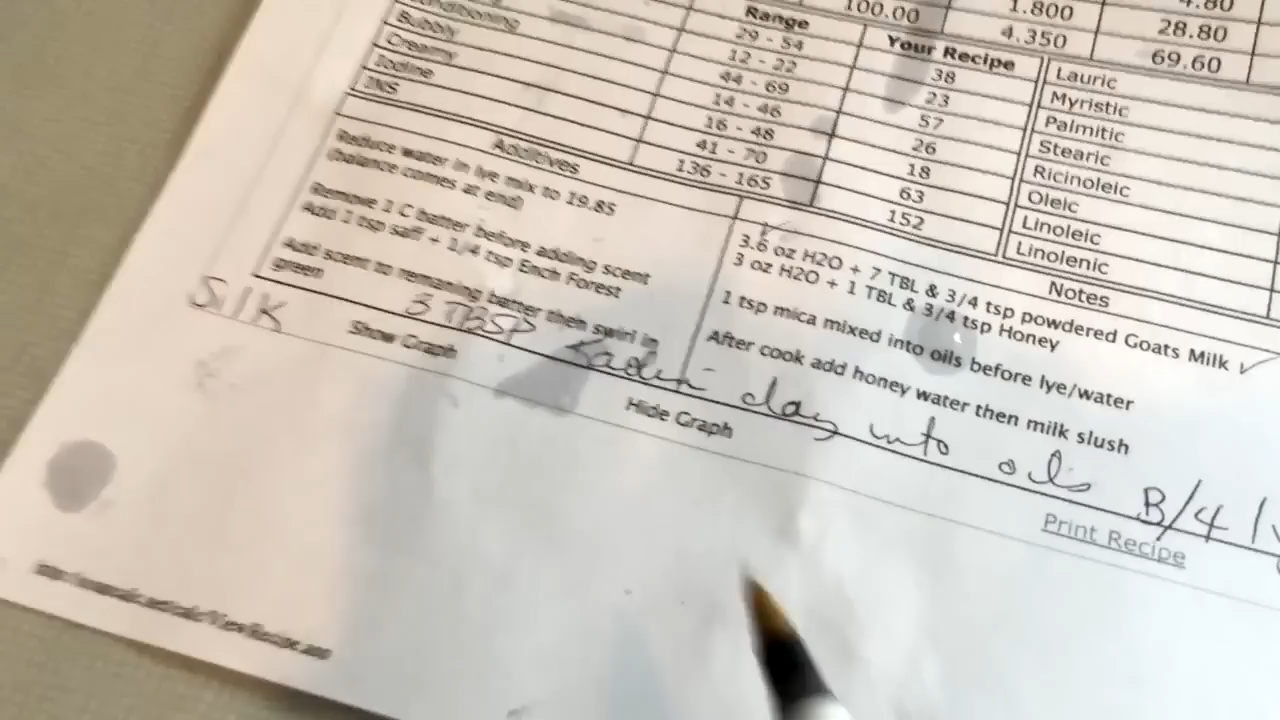 100.00 1.800 4.80
4.350 28.80
69.60
Range Your Recipe
29 - 54 38
Bubbly 12 - 22 23
Creamy 44 - 69 57
Iodine 14 - 46 26
INS 16 - 48 18
41 - 70 63
136 - 165 152
Lauric
Myristic
Palmitic
Stearic
Ricinoleic
Oleic
Linoleic
Linolenic
Additives
Notes
Reduce water in lye mix to 19.85
(balance comes at end)
Remove 1 C batter before adding scent
Add 1 tsp saff + 1/4 tsp Each Forest
green
Add scent to remaining batter then swirl in
3.6 oz H2O + 7 TBL & 3/4 tsp powdered Goats Milk ✓
3 oz H2O + 1 TBL & 3/4 tsp Honey
1 tsp mica mixed into oils before lye/water
After cook add honey water then milk slush
Silk
3 TBSP Kaolin clay into oils B/4
Show Graph
Hide Graph
Print Recipe